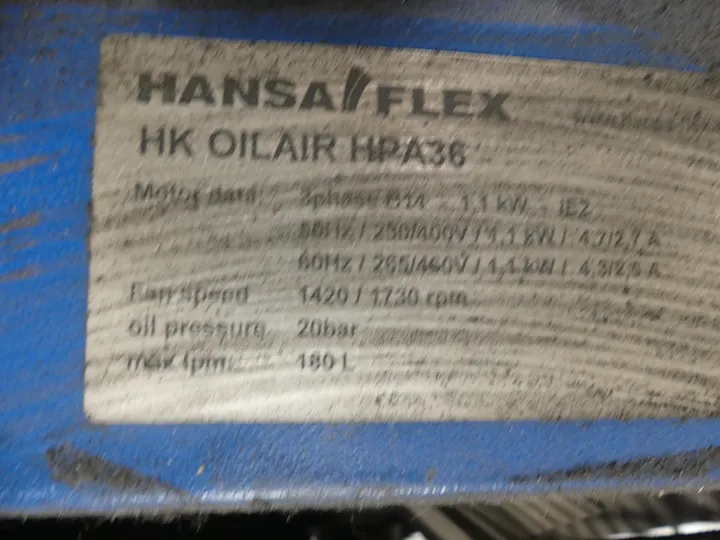 HANSA FLEX
HK OILAIR HPA36
Motor data: 3phase B14 - 1,1 kW - IE2
50Hz / 230/400V / 1,1 kW / 4,7/2,7 A
60Hz / 265/460V / 1,1 kW / 4,3/2,5 A
Fan speed 1420 / 1730 rpm
oil pressure 20bar
max lpm: 180 L